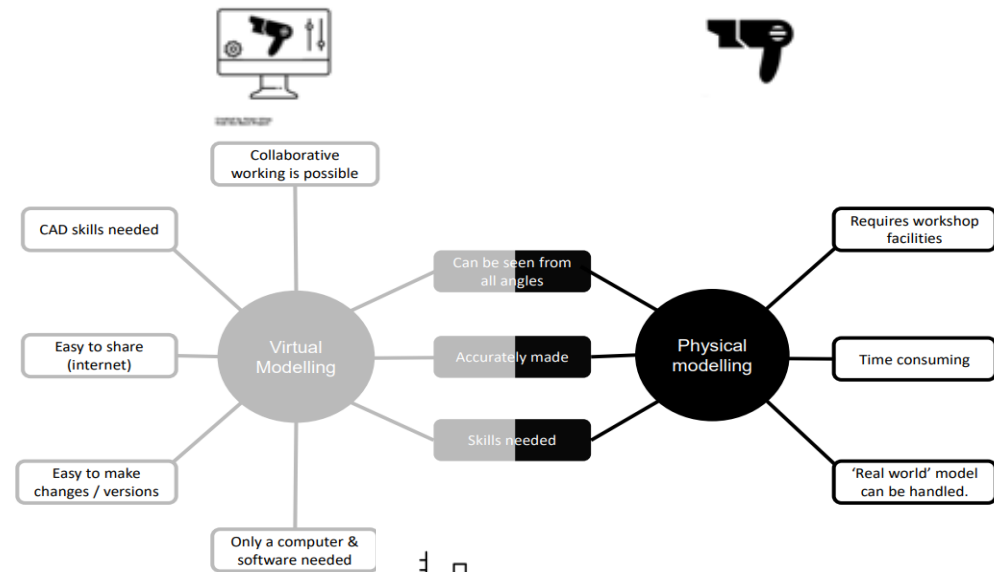 Collaborative
working is possible
CAD skills needed
Requires workshop
facilities
Can be seen from
all angles
Easy to share
(internet)
Virtual
Modelling
Accurately made
Physical
modelling
Time consuming
Skills needed
Easy to make
changes / versions
‘Real world’ model
can be handled.
Only a computer &
software needed